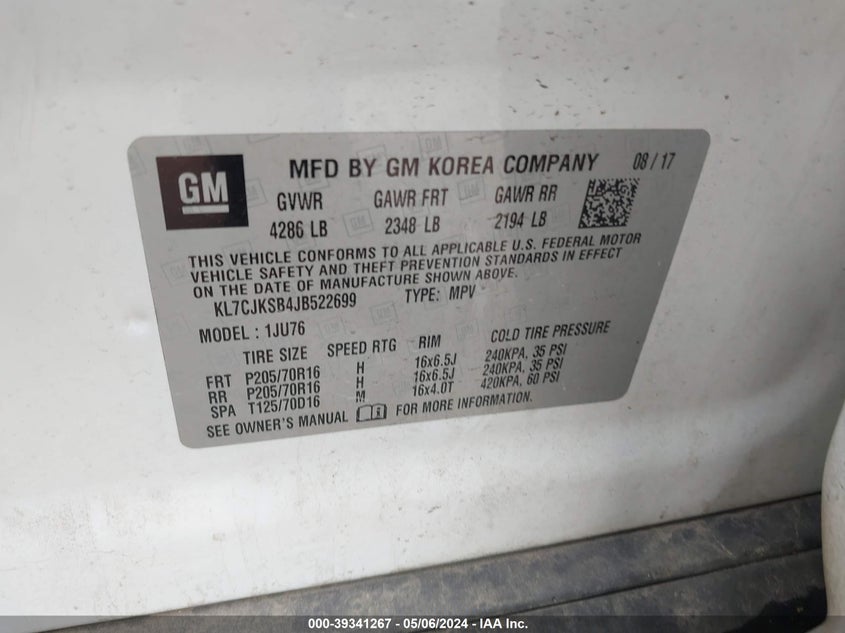 GM
MFD BY GM KOREA COMPANY 08/17
GVWR GAWR FRT GAWR RR
4286 LB 2348 LB 2194 LB
THIS VEHICLE CONFORMS TO ALL APPLICABLE U.S. FEDERAL MOTOR
VEHICLE SAFETY AND THEFT PREVENTION STANDARDS IN EFFECT
ON THE DATE OF MANUFACTURE SHOWN ABOVE.
KL7CJKSB4JB522699 TYPE: MPV
MODEL: 1JU76
TIRE SIZE SPEED RTG RIM COLD TIRE PRESSURE
FRT P205/70R16 H 16x6.5J 240KPA, 35 PSI
RR P205/70R16 H 16x6.5J 240KPA, 35 PSI
SPA T125/70D16 M 16x4.0T 420KPA, 60 PSI
SEE OWNER'S MANUAL FOR MORE INFORMATION.
000-39341267 - 05/06/2024 - IAA Inc.